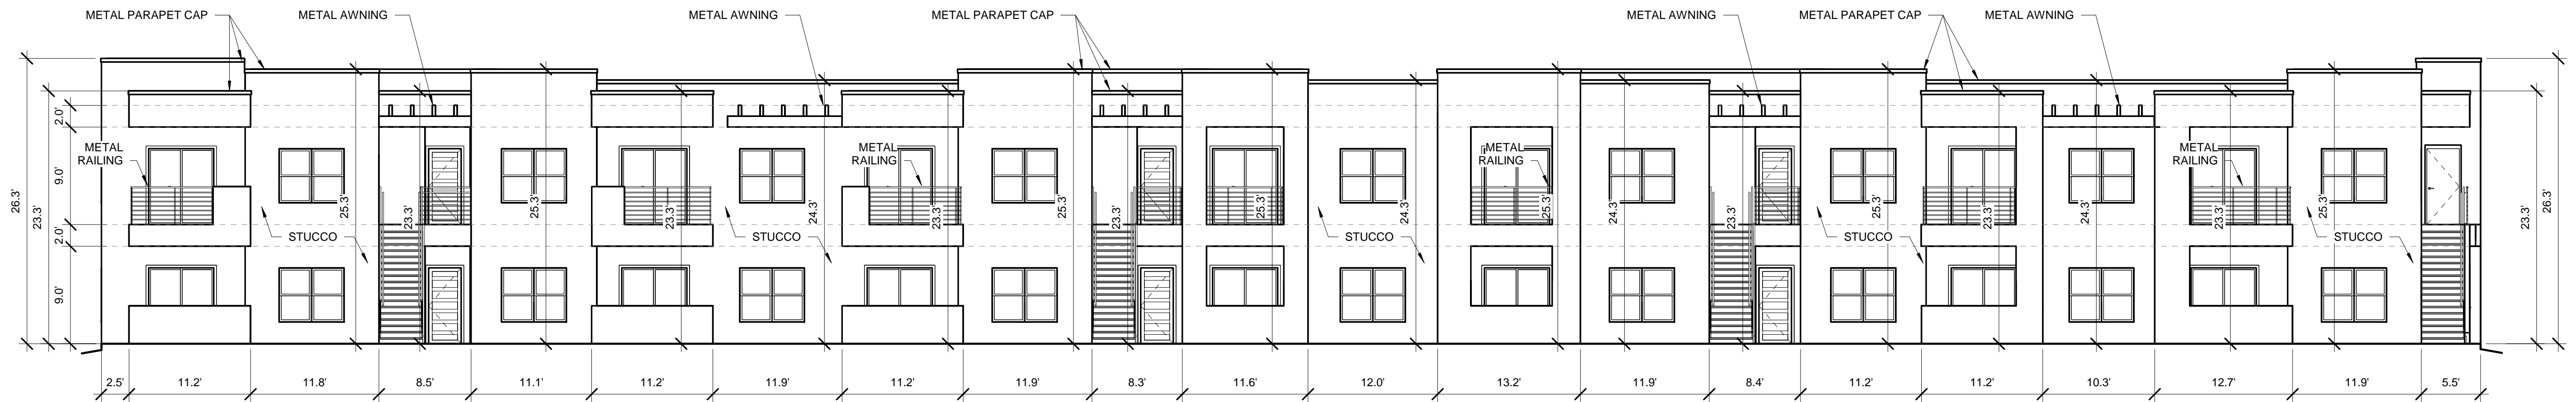 METAL PARAPET CAP
METAL AWNING
METAL AWNING
METAL PARAPET CAP
METAL AWNING
METAL PARAPET CAP
METAL AWNING
26.3'
23.3'
2.0'
9.0'
2.0'
9.0'
METAL
RAILING
METAL
RAILING
METAL
RAILING
METAL
RAILING
25.3'
23.3'
25.3'
23.3'
24.3'
23.3'
25.3'
23.3'
25.3'
24.3'
25.3'
24.3'
23.3'
25.3'
23.3'
24.3'
23.3'
25.3'
23.3'
26.3'
STUCCO
STUCCO
STUCCO
STUCCO
STUCCO
2.5'
11.2'
11.8'
8.5'
11.1'
11.2'
11.9'
11.2'
11.9'
8.3'
11.6'
12.0'
13.2'
11.9'
8.4'
11.2'
11.2'
10.3'
12.7'
11.9'
5.5'